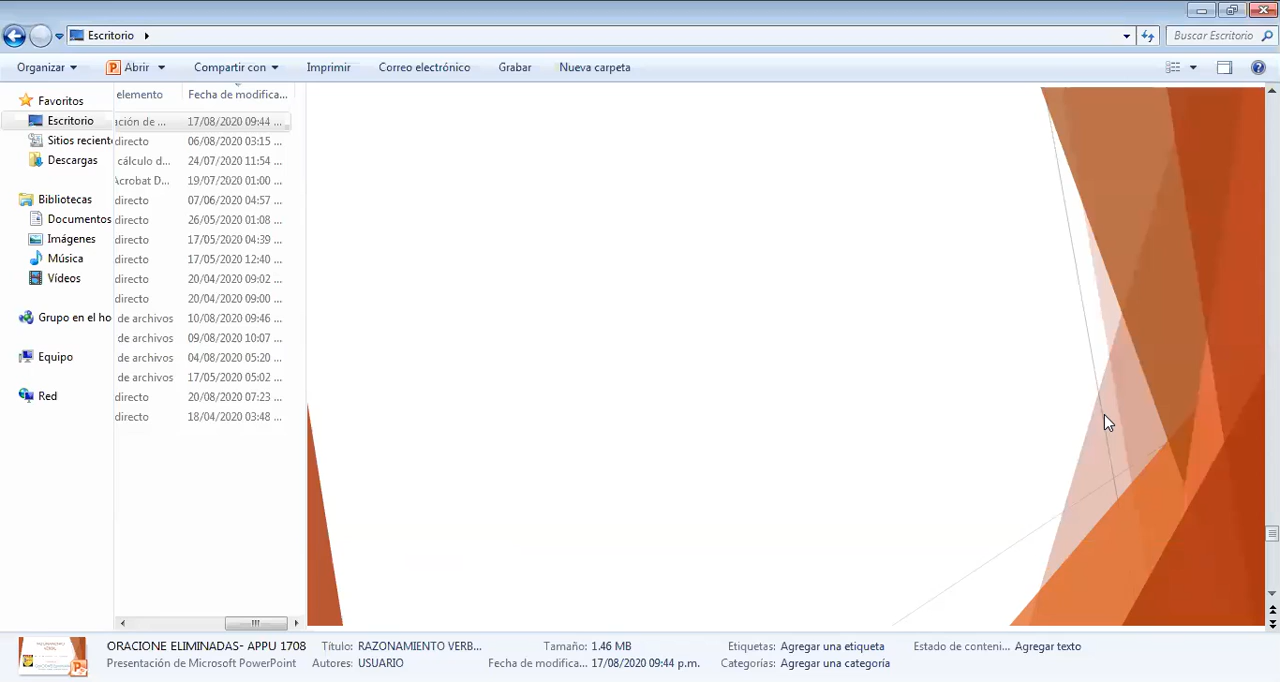 Escritorio
Buscar Escritorio
Organizar Abrir Compartir con Imprimir Correo electrónico Grabar Nueva carpeta
Favoritos
Escritorio
Sitios reciente
Descargas
Bibliotecas
Documentos
Imágenes
Música
Vídeos
Grupo en el ho
Equipo
Red
elemento Fecha de modifica...
ación de ... 17/08/2020 09:44 ...
directo 06/08/2020 03:15 ...
cálculo d... 24/07/2020 11:54 ...
Acrobat D... 19/07/2020 01:00 ...
directo 07/06/2020 04:57 ...
directo 26/05/2020 01:08 ...
directo 17/05/2020 04:39 ...
directo 17/05/2020 12:40 ...
directo 20/04/2020 09:02 ...
directo 20/04/2020 09:00 ...
de archivos 10/08/2020 09:46 ...
de archivos 09/08/2020 10:07 ...
de archivos 04/08/2020 05:20 ...
de archivos 17/05/2020 05:02 ...
directo 20/08/2020 07:23 ...
directo 18/04/2020 03:48 ...
ORACIONE ELIMINADAS- APPU 1708 Título: RAZONAMIENTO VERB... Tamaño: 1.46 MB Etiquetas: Agregar una etiqueta Estado de conteni... Agregar texto
Presentación de Microsoft PowerPoint Autores: USUARIO Fecha de modifica... 17/08/2020 09:44 p.m. Categorías: Agregar una categoría